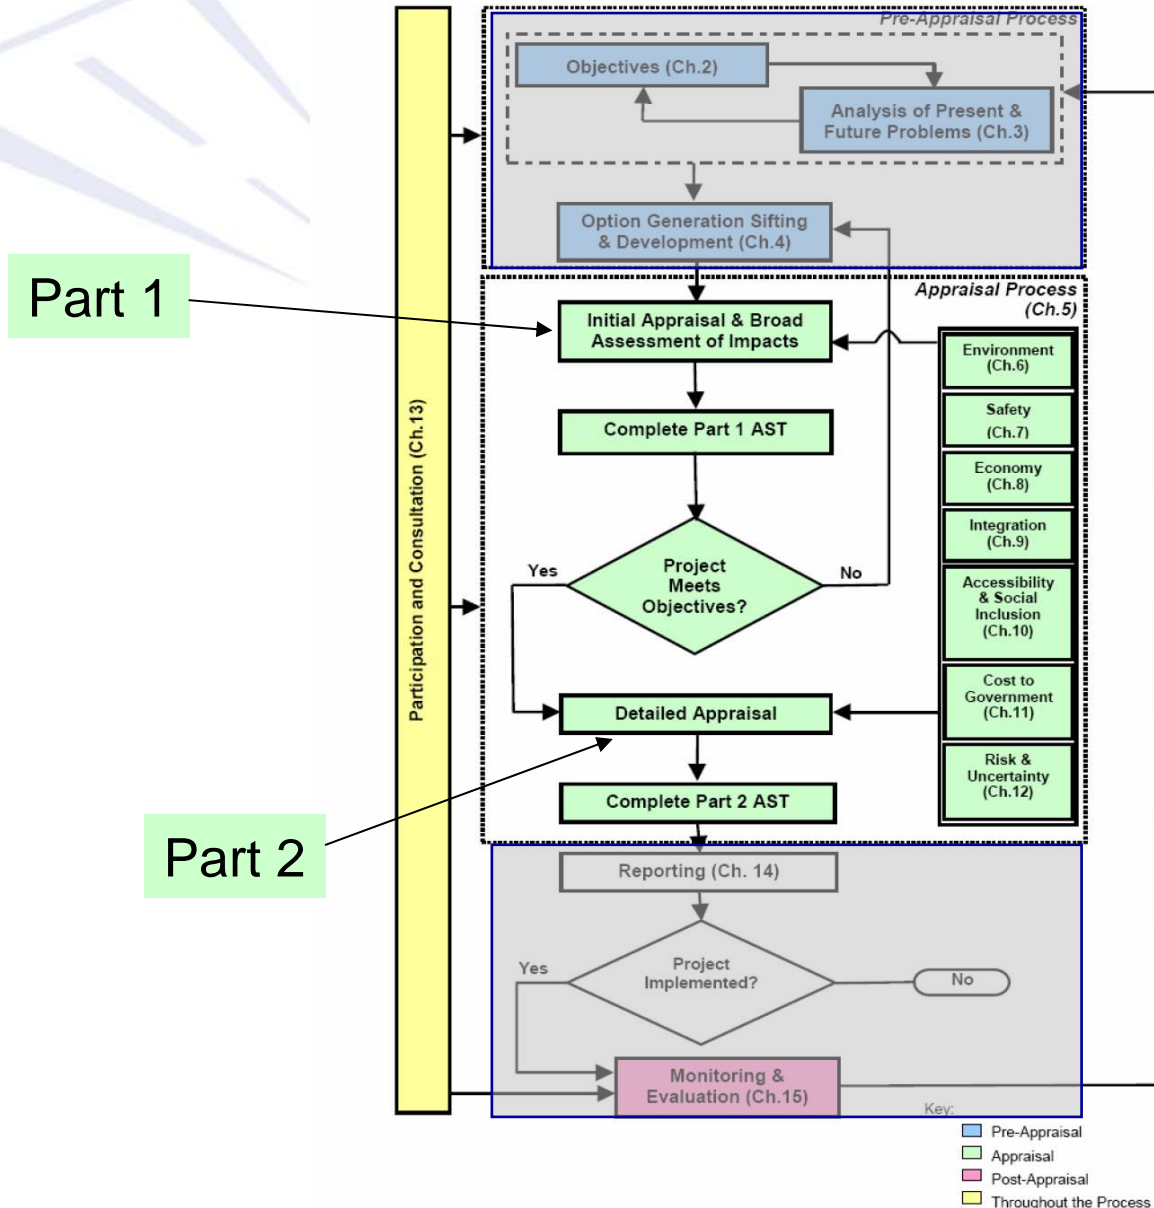 Pre-Appraisal Process
Objectives (Ch.2)
Analysis of Present &
Future Problems (Ch.3)
Option Generation Sifting
& Development (Ch.4)
Part 1
Appraisal Process
(Ch.5)
Initial Appraisal & Broad
Assessment of Impacts
Environment
(Ch.6)
Safety
(Ch.7)
Economy
(Ch.8)
Integration
(Ch.9)
Accessibility
& Social
Inclusion
(Ch.10)
Cost to
Government
(Ch.11)
Risk &
Uncertainty
(Ch.12)
Complete Part 1 AST
Participation and Consultation (Ch.13)
Project
Meets
Objectives?
Yes
No
Detailed Appraisal
Complete Part 2 AST
Part 2
Reporting (Ch. 14)
Project
Implemented?
Yes
No
Monitoring &
Evaluation (Ch.15)
Key:
Pre-Appraisal
Appraisal
Post-Appraisal
Throughout the Process